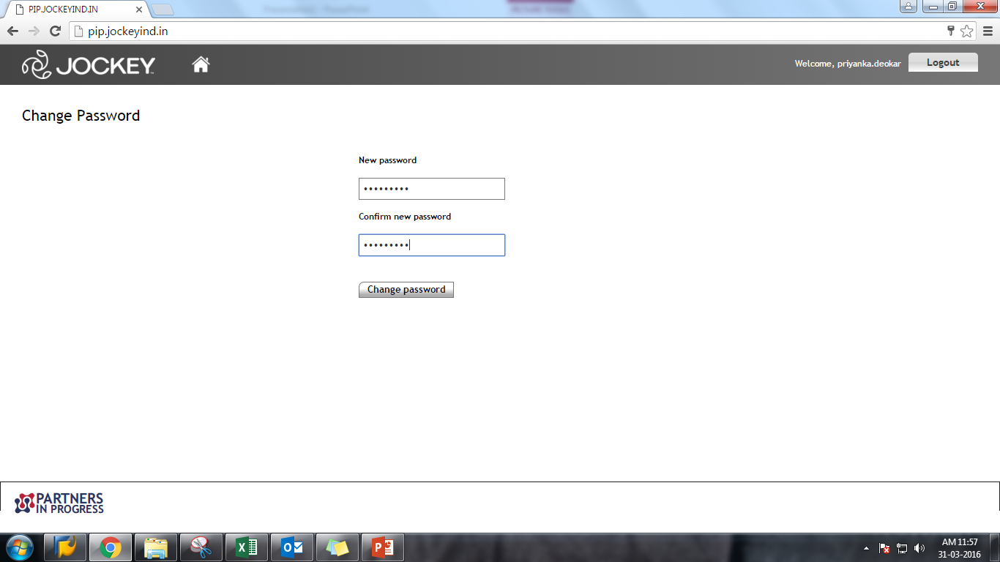 PIP.JOCKEYIND.IN
pip.jockeyind.in
JOCKEY
Welcome, priyanka.deokar
Logout
Change Password
New password
•••••••••
Confirm new password
•••••••••
Change password
PARTNERS
IN PROGRESS
AM 11:57
31-03-2016